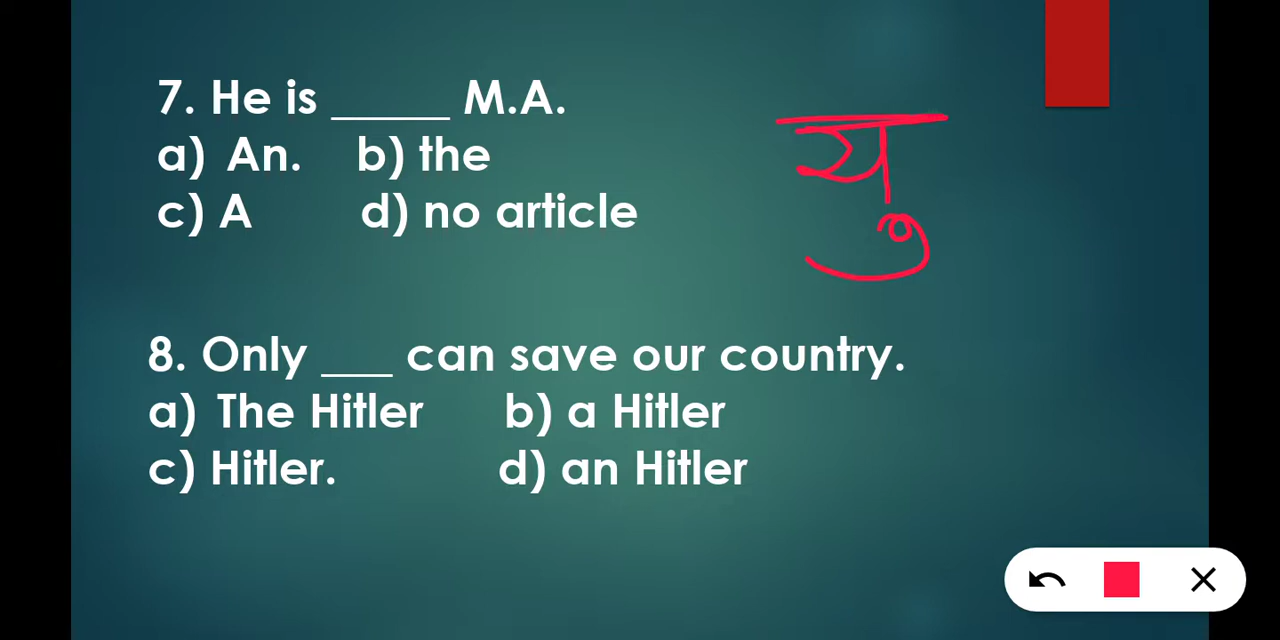 7. He is _____ M.A.
a) An. b) the
c) A d) no article
यु
8. Only ___ can save our country.
a) The Hitler b) a Hitler
c) Hitler. d) an Hitler